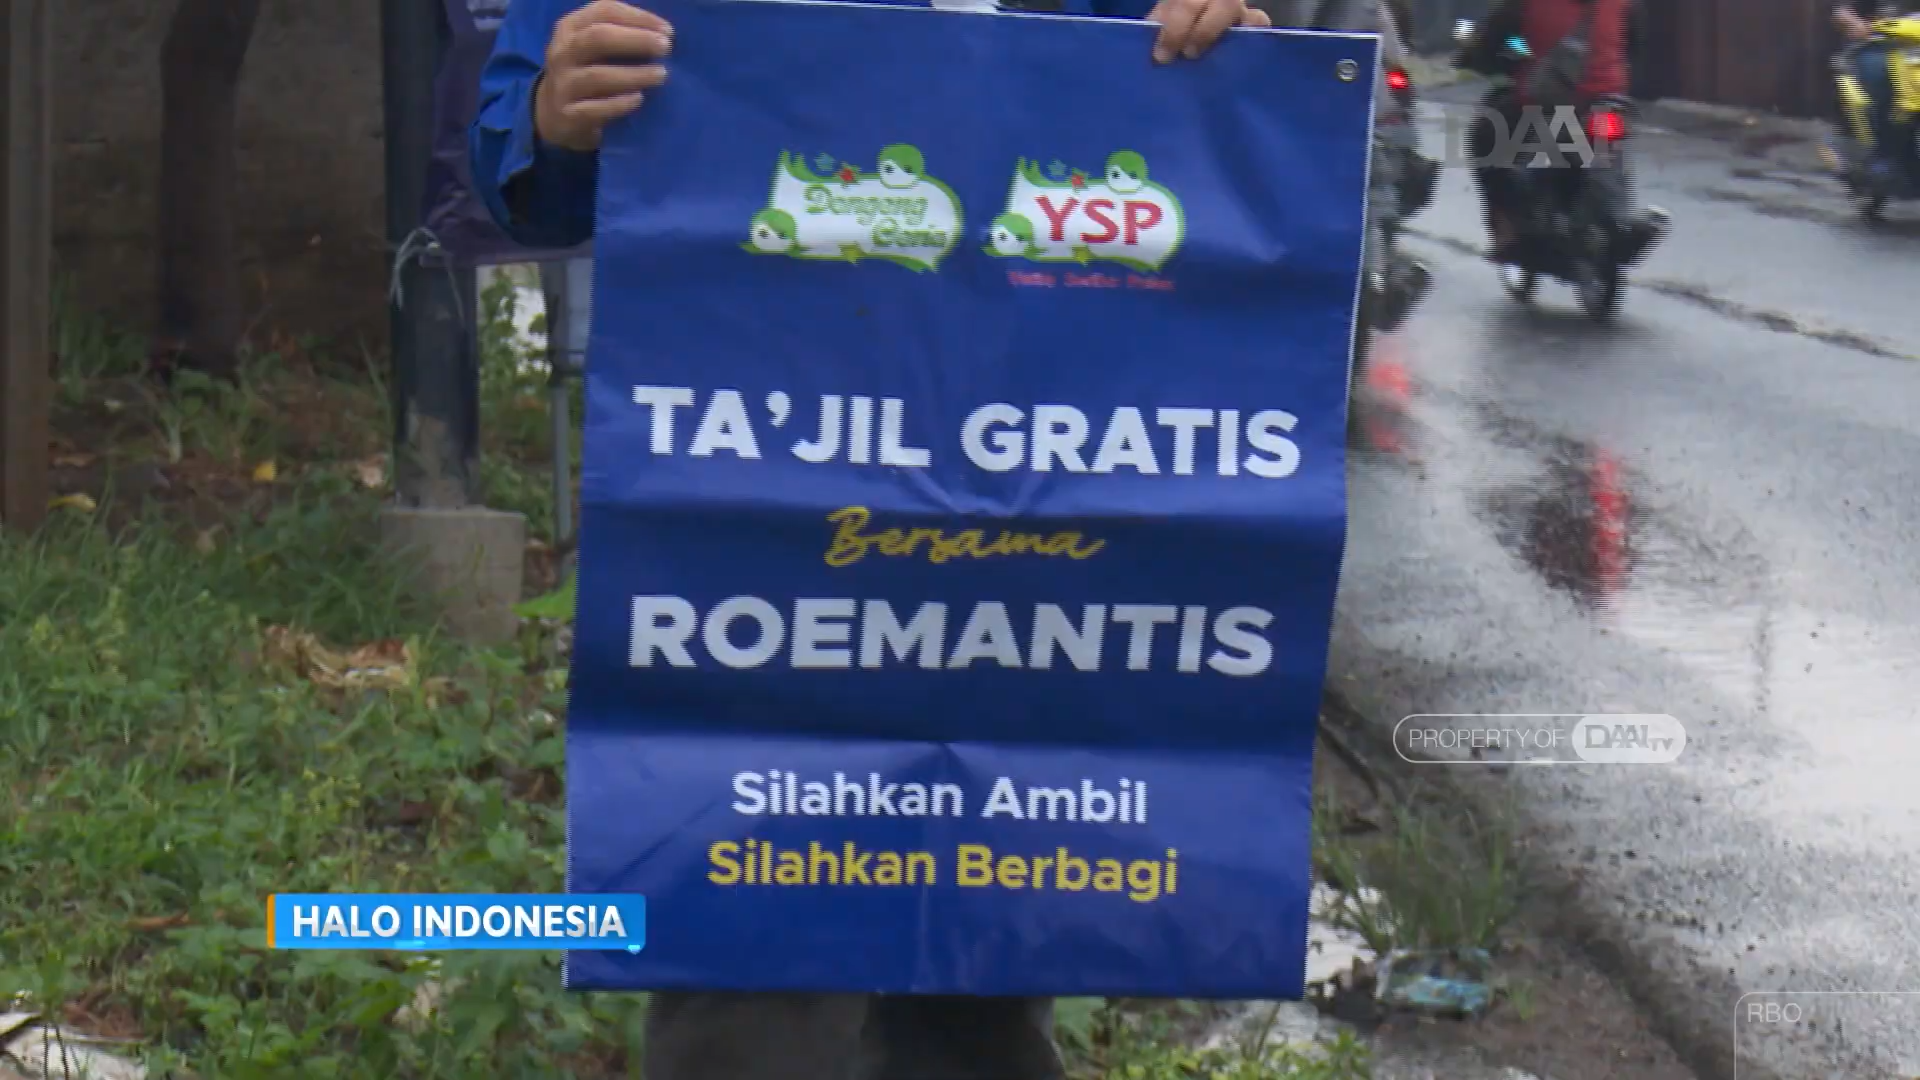 DAAI
Dongeng
Ceria
YSP
TA'JIL GRATIS
Bersama
ROEMANTIS
PROPERTY OF DAAI TV
Silahkan Ambil
Silahkan Berbagi
HALO INDONESIA
RBO